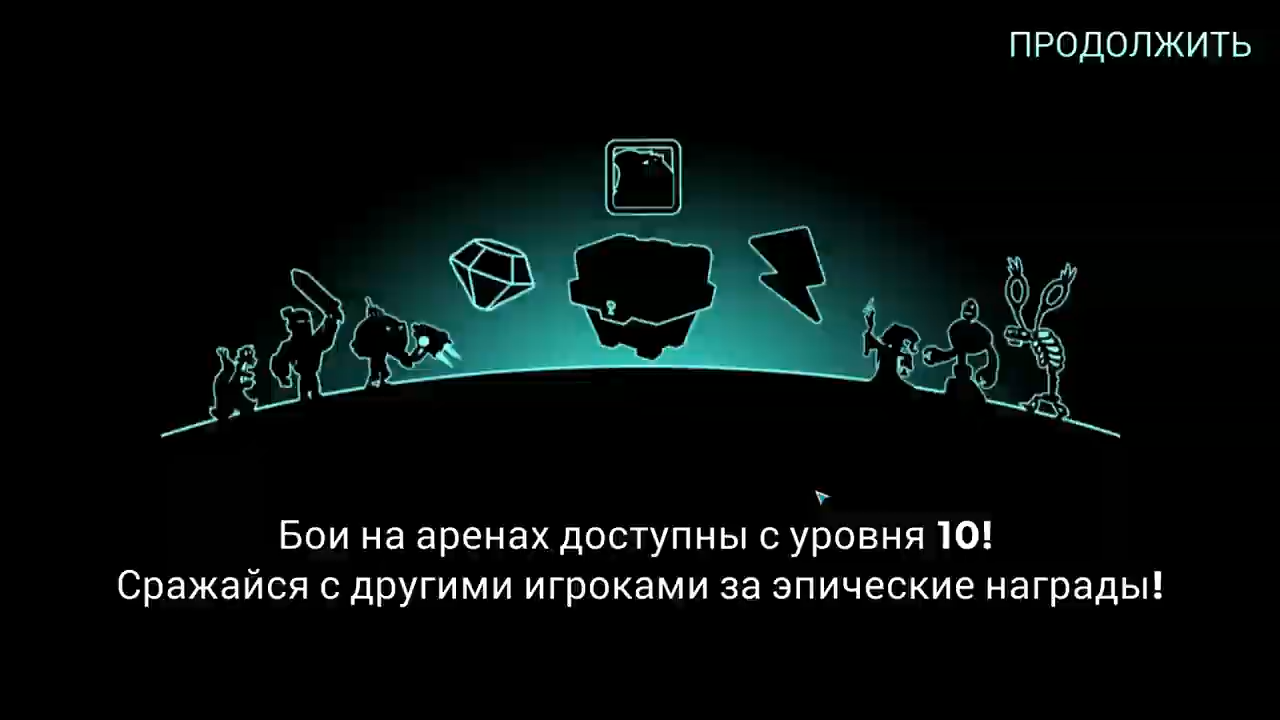 ПРОДОЛЖИТЬ
Бои на аренах доступны с уровня 10!
Сражайся с другими игроками за эпические награды!